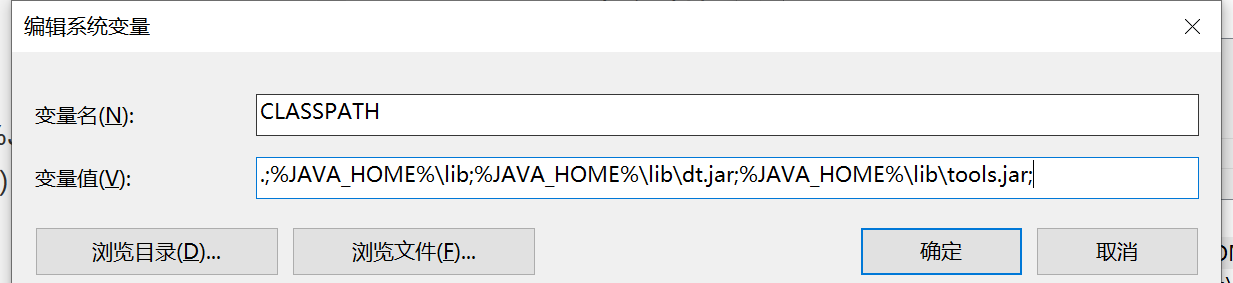 编辑系统变量
变量名(N):
CLASSPATH
变量值(V):
.;%JAVA_HOME%\lib;%JAVA_HOME%\lib\dt.jar;%JAVA_HOME%\lib\tools.jar;
浏览目录(D)...
浏览文件(F)...
确定
取消